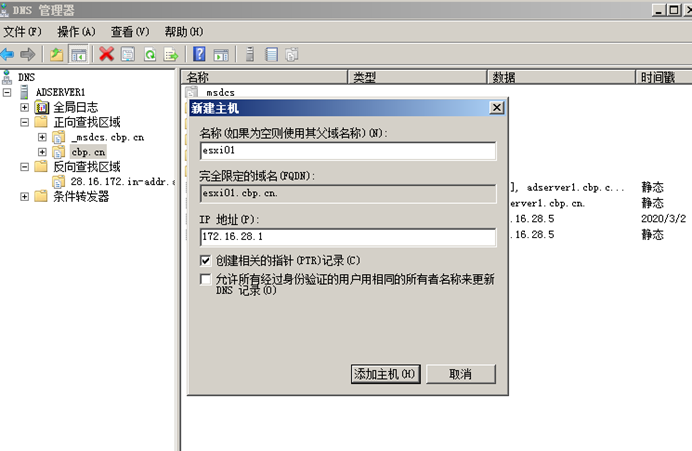 DNS 管理器
文件(F) 操作(A) 查看(V) 帮助(H)
DNS
ADSERVER1
全局日志
正向查找区域
_msdcs.cbp.cn
cbp.cn
反向查找区域
28.16.172.in-addr.a
条件转发器
名称 类型 数据 时间戳
_msdcs
], adserver1.cbp.c... 静态
erver1.cbp.cn. 静态
.16.28.5 2020/3/2
.16.28.5 静态
新建主机
名称(如果为空则使用其父域名称)(N):
esxi01
完全限定的域名(FQDN):
esxi01.cbp.cn.
IP 地址(P):
172.16.28.1
创建相关的指针(PTR)记录(C)
允许所有经过身份验证的用户用相同的所有者名称来更新
DNS 记录(O)
添加主机(H) 取消